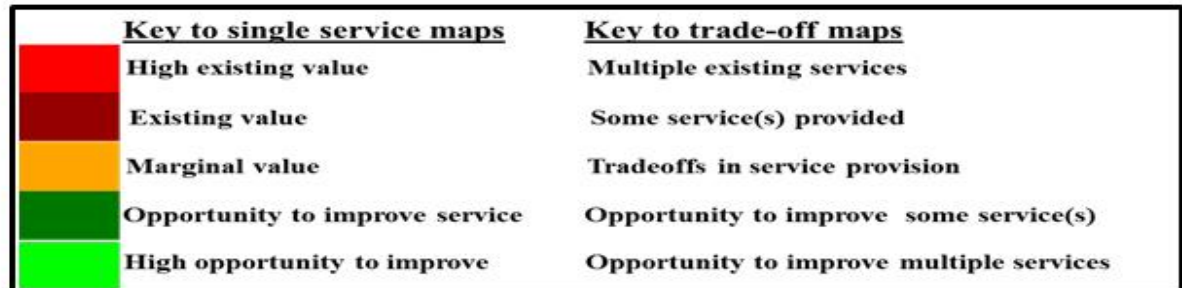 Key to single service maps Key to trade-off maps
High existing value Multiple existing services
Existing value Some service(s) provided
Marginal value Tradeoffs in service provision
Opportunity to improve service Opportunity to improve some service(s)
High opportunity to improve Opportunity to improve multiple services